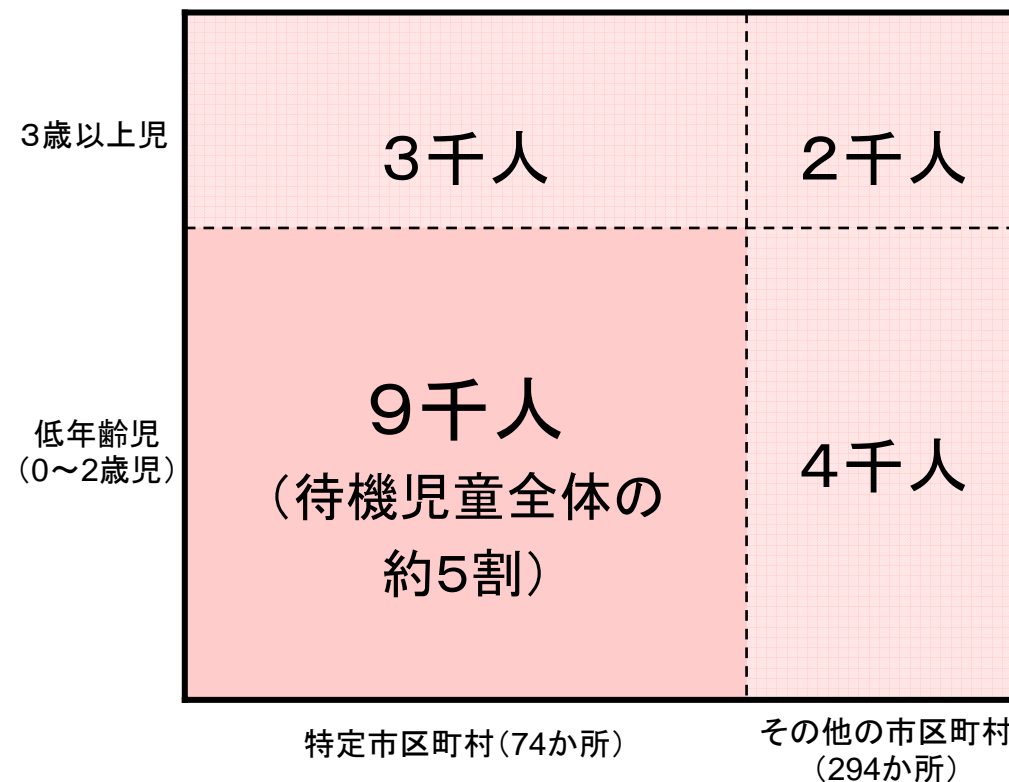 3歳以上児
3千人
2千人
9千人
(待機児童全体の
約5割)
低年齢児
(0～2歳児)
4千人
特定市区町村(74か所)
その他の市区町村
(294か所)